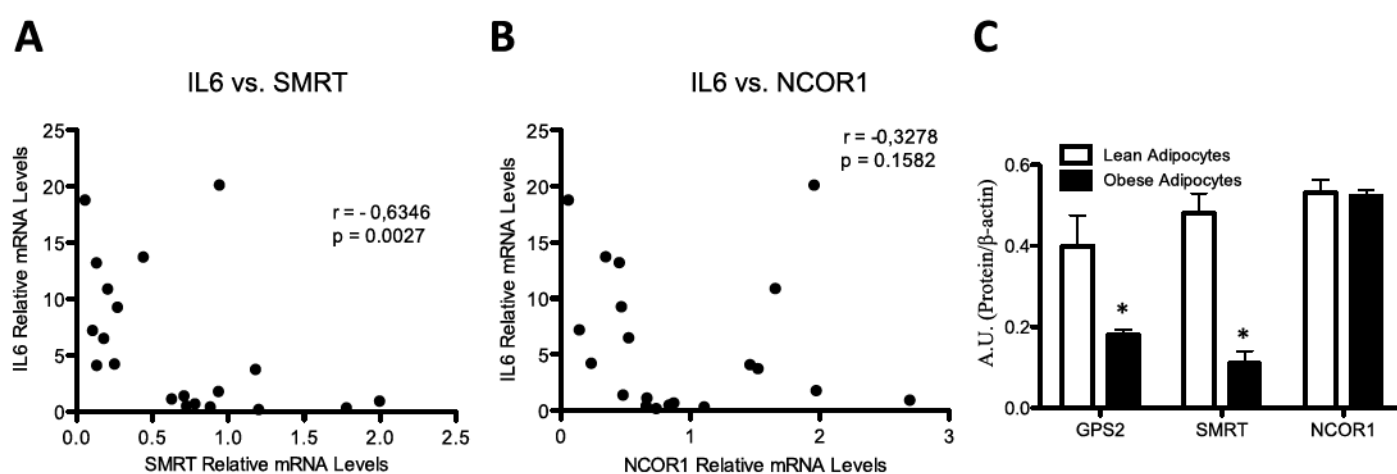 A
IL6 vs. SMRT
IL6 Relative mRNA Levels
25
20
15
10
5
0
r = - 0,6346
p = 0.0027
0.0 0.5 1.0 1.5 2.0 2.5
SMRT Relative mRNA Levels
B
IL6 vs. NCOR1
IL6 Relative mRNA Levels
25
20
15
10
5
0
r = -0,3278
p = 0.1582
0 1 2 3
NCOR1 Relative mRNA Levels
C
Lean Adipocytes
Obese Adipocytes
A.U. (Protein/β-actin)
0.6
0.4
0.2
0.0
*
*
GPS2 SMRT NCOR1